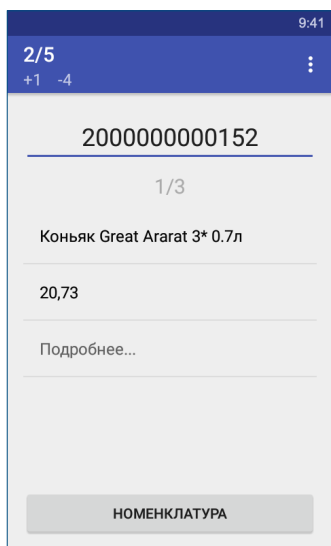 9:41
2/5
+1 -4
2000000000152
1/3
Коньяк Great Ararat 3* 0.7л
20,73
Подробнее...
НОМЕНКЛАТУРА